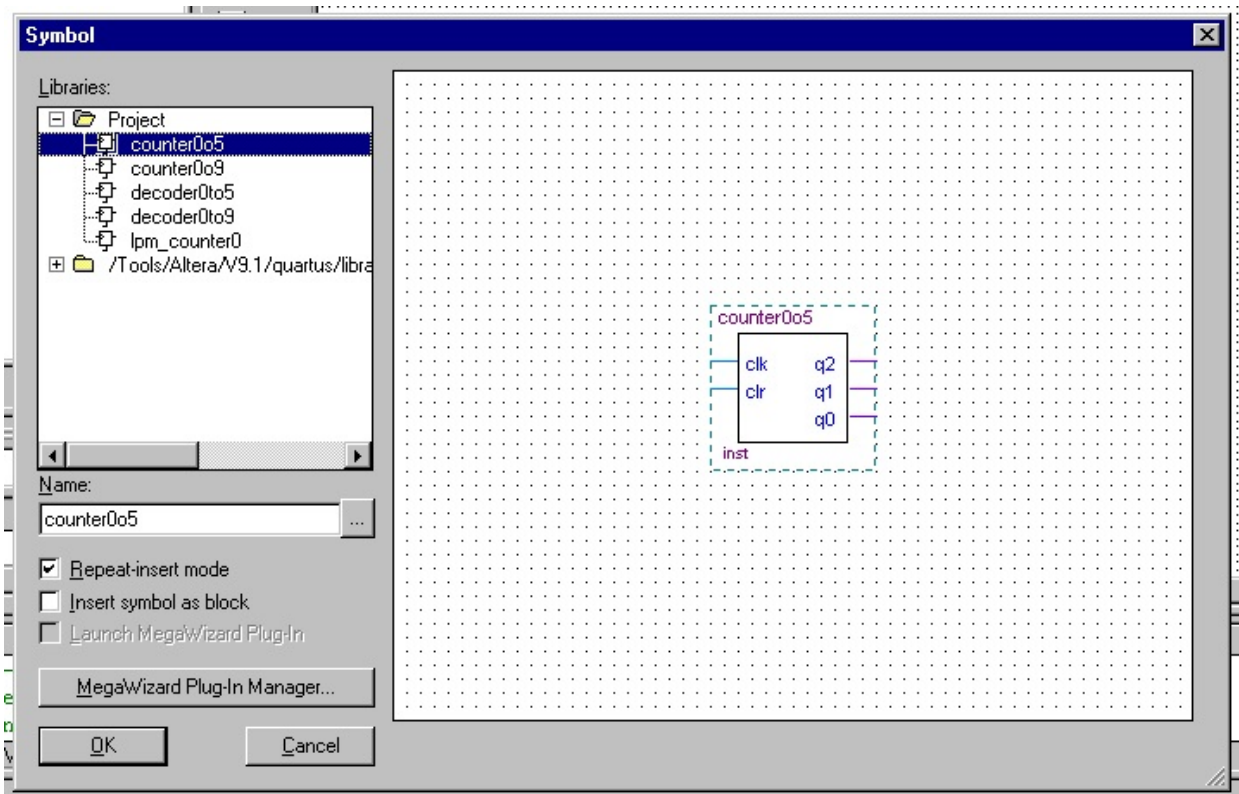 Symbol
Libraries:
Project
counter0o5
counter0o9
decoder0to5
decoder0to9
lpm_counter0
/Tools/Altera/V9.1/quartus/libra
Name:
counter0o5
...
Repeat-insert mode
Insert symbol as block
Launch MegaWizard Plug-In
MegaWizard Plug-In Manager...
OK
Cancel
counter0o5
clk q2
clr q1
q0
inst